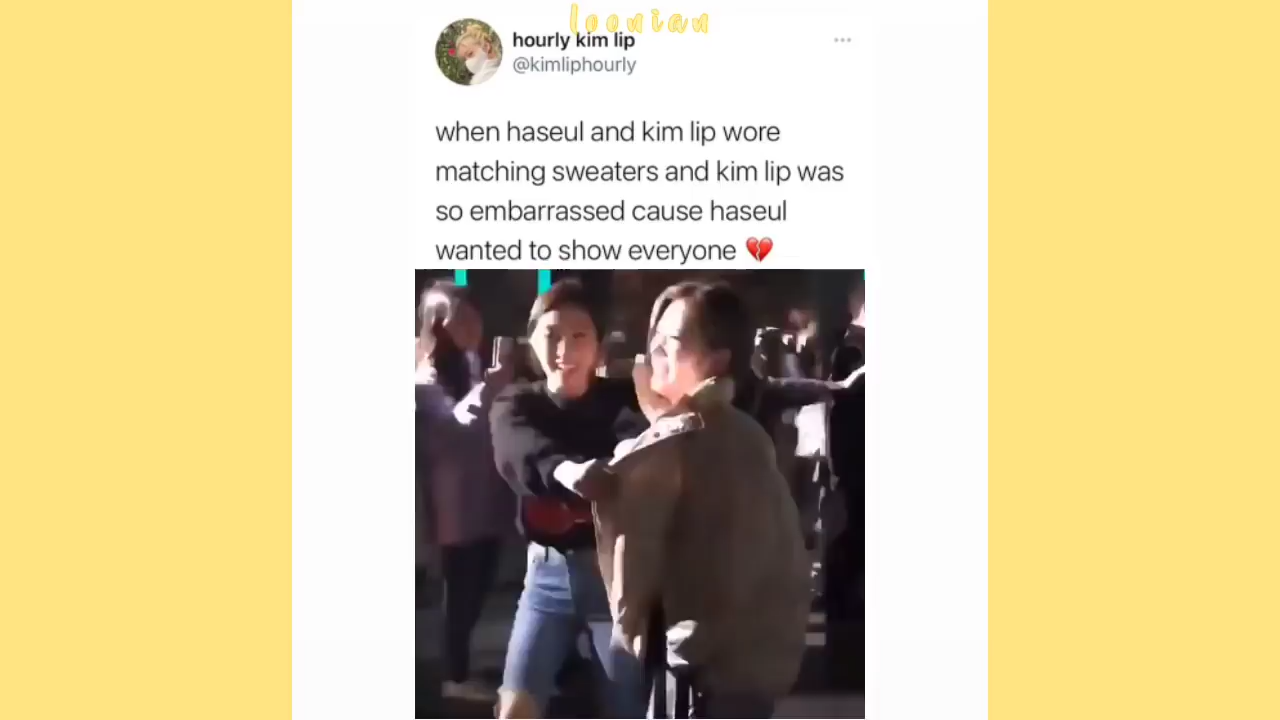 loonian
hourly kim lip
@kimliphourly
when haseul and kim lip wore
matching sweaters and kim lip was
so embarrassed cause haseul
wanted to show everyone 💔